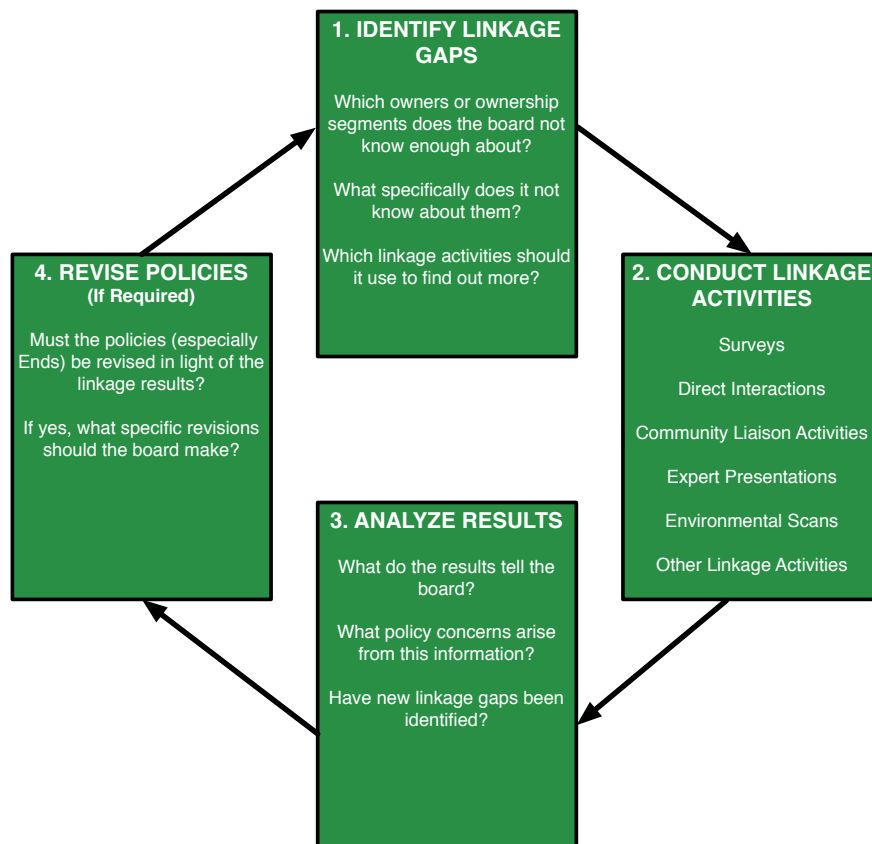 1. IDENTIFY LINKAGE
GAPS
Which owners or ownership
segments does the board not
know enough about?
What specifically does it not
know about them?
Which linkage activities should
it use to find out more?
2. CONDUCT LINKAGE
ACTIVITIES
Surveys
Direct Interactions
Community Liaison Activities
Expert Presentations
Environmental Scans
Other Linkage Activities
3. ANALYZE RESULTS
What do the results tell the
board?
What policy concerns arise
from this information?
Have new linkage gaps been
identified?
4. REVISE POLICIES
(If Required)
Must the policies (especially
Ends) be revised in light of the
linkage results?
If yes, what specific revisions
should the board make?